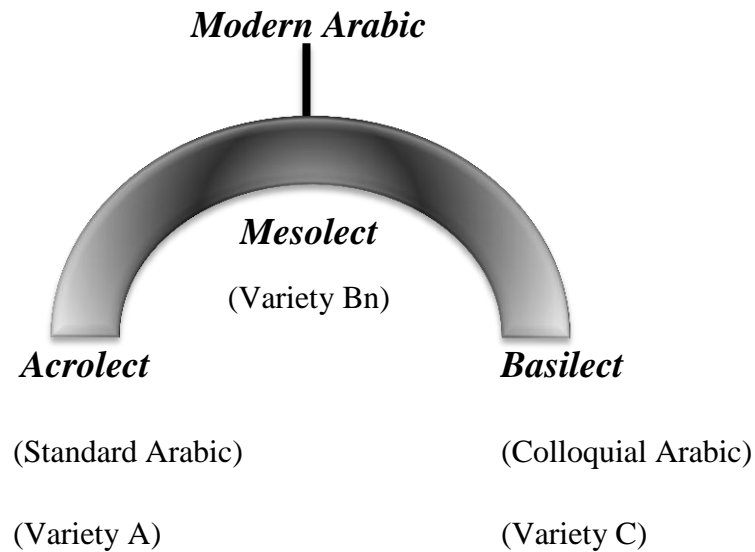 Modern Arabic
Mesolect
(Variety Bn)
Acrolect Basilect
(Standard Arabic) (Colloquial Arabic)
(Variety A) (Variety C)